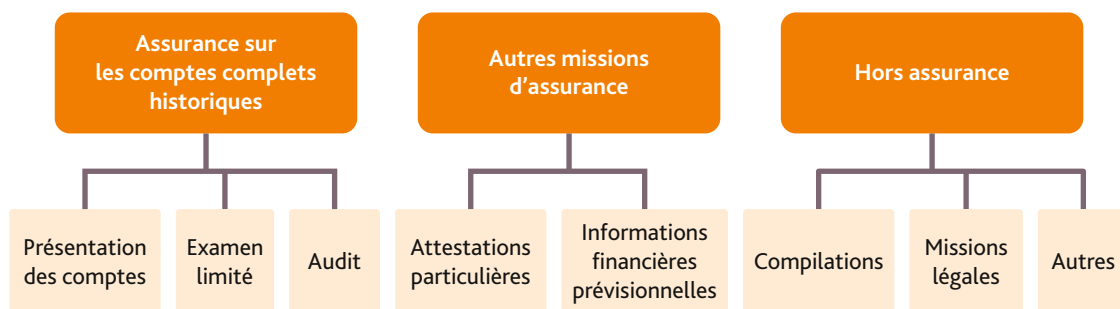 Assurance sur
les comptes complets
historiques
Autres missions
d’assurance
Hors assurance
Présentation
des comptes
Examen
limité
Audit
Attestations
particulières
Informations
financières
prévisionnelles
Compilations
Missions
légales
Autres